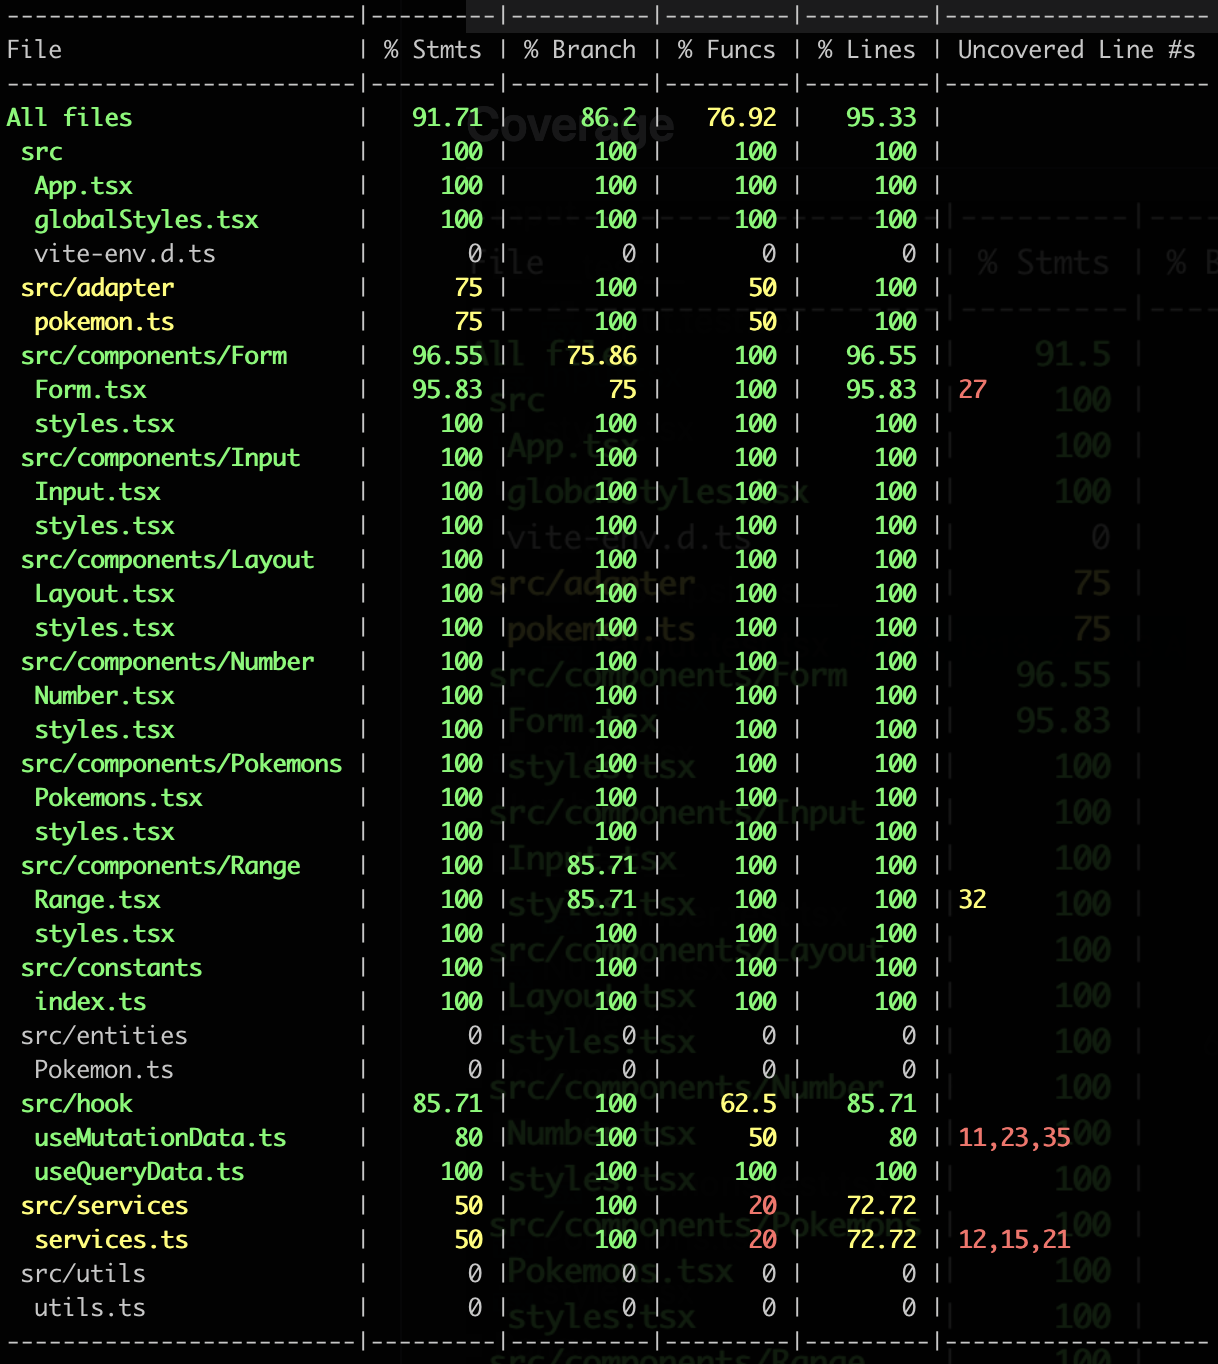 --------------------------|---------|----------|---------|---------|-------------------
File                      | % Stmts | % Branch | % Funcs | % Lines | Uncovered Line #s
--------------------------|---------|----------|---------|---------|-------------------
All files                 |   91.71 |     86.2 |   76.92 |   95.33 |
 src                      |     100 |      100 |     100 |     100 |
  App.tsx                 |     100 |      100 |     100 |     100 |
  globalStyles.tsx        |     100 |      100 |     100 |     100 |
  vite-env.d.ts           |       0 |        0 |       0 |       0 |
 src/adapter              |      75 |      100 |      50 |     100 |
  pokemon.ts              |      75 |      100 |      50 |     100 |
 src/components/Form      |   96.55 |    75.86 |     100 |   96.55 |
  Form.tsx                |   95.83 |       75 |     100 |   95.83 | 27
  styles.tsx              |     100 |      100 |     100 |     100 |
 src/components/Input     |     100 |      100 |     100 |     100 |
  Input.tsx               |     100 |      100 |     100 |     100 |
  styles.tsx              |     100 |      100 |     100 |     100 |
 src/components/Layout    |     100 |      100 |     100 |     100 |
  Layout.tsx              |     100 |      100 |     100 |     100 |
  styles.tsx              |     100 |      100 |     100 |     100 |
 src/components/Number    |     100 |      100 |     100 |     100 |
  Number.tsx              |     100 |      100 |     100 |     100 |
  styles.tsx              |     100 |      100 |     100 |     100 |
 src/components/Pokemons  |     100 |      100 |     100 |     100 |
  Pokemons.tsx            |     100 |      100 |     100 |     100 |
  styles.tsx              |     100 |      100 |     100 |     100 |
 src/components/Range     |     100 |    85.71 |     100 |     100 |
  Range.tsx               |     100 |    85.71 |     100 |     100 | 32
  styles.tsx              |     100 |      100 |     100 |     100 |
 src/constants            |     100 |      100 |     100 |     100 |
  index.ts                |     100 |      100 |     100 |     100 |
 src/entities             |       0 |        0 |       0 |       0 |
  Pokemon.ts              |       0 |        0 |       0 |       0 |
 src/hook                 |   85.71 |      100 |    62.5 |   85.71 |
  useMutationData.ts      |      80 |      100 |      50 |      80 | 11,23,35
  useQueryData.ts         |     100 |      100 |     100 |     100 |
 src/services             |      50 |      100 |      20 |   72.72 |
  services.ts             |      50 |      100 |      20 |   72.72 | 12,15,21
 src/utils                |       0 |        0 |       0 |       0 |
  utils.ts                |       0 |        0 |       0 |       0 |
--------------------------|---------|----------|---------|---------|-------------------